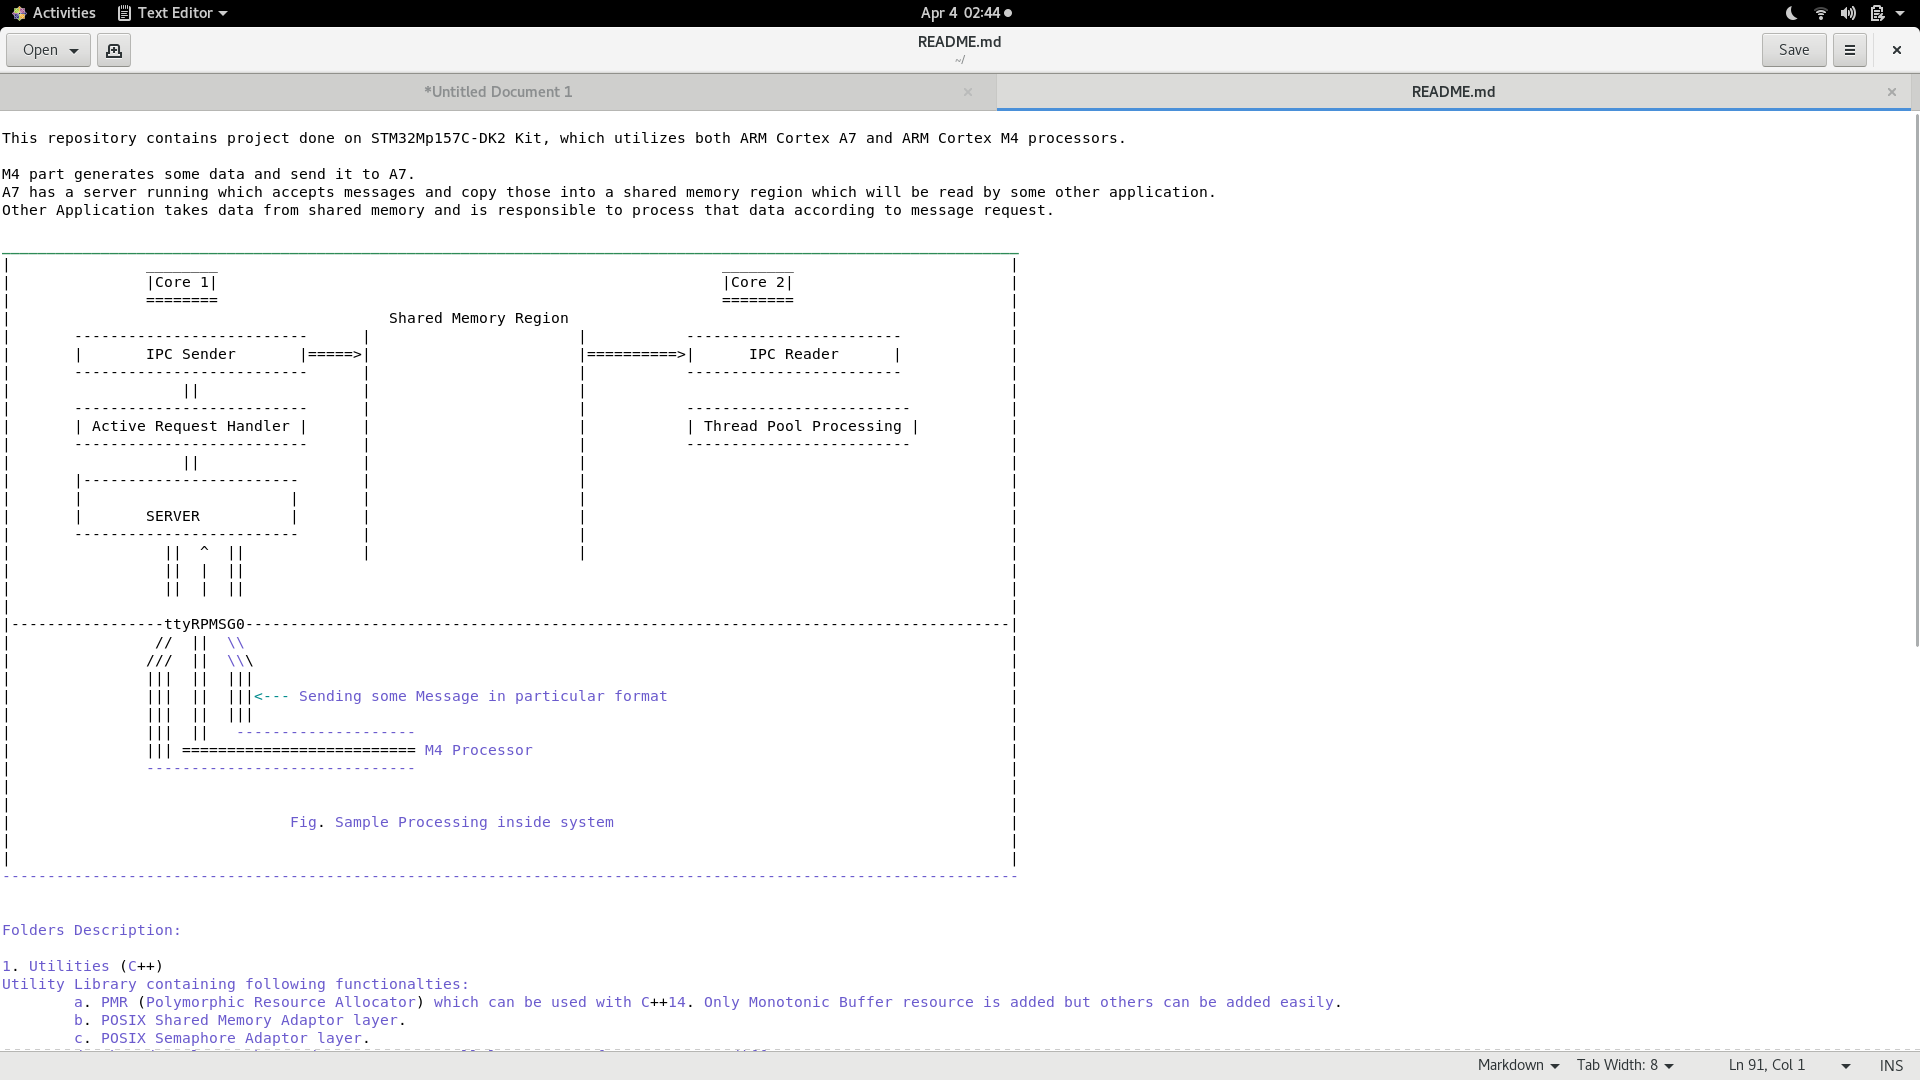 Activities Text Editor Apr 4 02:44
Open README.md Save
~/
*Untitled Document 1 README.md
This repository contains project done on STM32Mp157C-DK2 Kit, which utilizes both ARM Cortex A7 and ARM Cortex M4 processors.
M4 part generates some data and send it to A7.
A7 has a server running which accepts messages and copy those into a shared memory region which will be read by some other application.
Other Application takes data from shared memory and is responsible to process that data according to message request.
|Core 1| |Core 2|
======== ========
Shared Memory Region
| IPC Sender |=====>| |==========>| IPC Reader |
| Active Request Handler | | Thread Pool Processing |
SERVER
|-----------------ttyRPMSG0-------------------------------------------------------------------------------------|
|||  ||  |||<--- Sending some Message in particular format
||| ========================== M4 Processor
Fig. Sample Processing inside system
Folders Description:
1. Utilities (C++)
Utility Library containing following functionalties:
a. PMR (Polymorphic Resource Allocator) which can be used with C++14. Only Monotonic Buffer resource is added but others can be added easily.
b. POSIX Shared Memory Adaptor layer.
c. POSIX Semaphore Adaptor layer.
Markdown Tab Width: 8 Ln 91, Col 1 INS